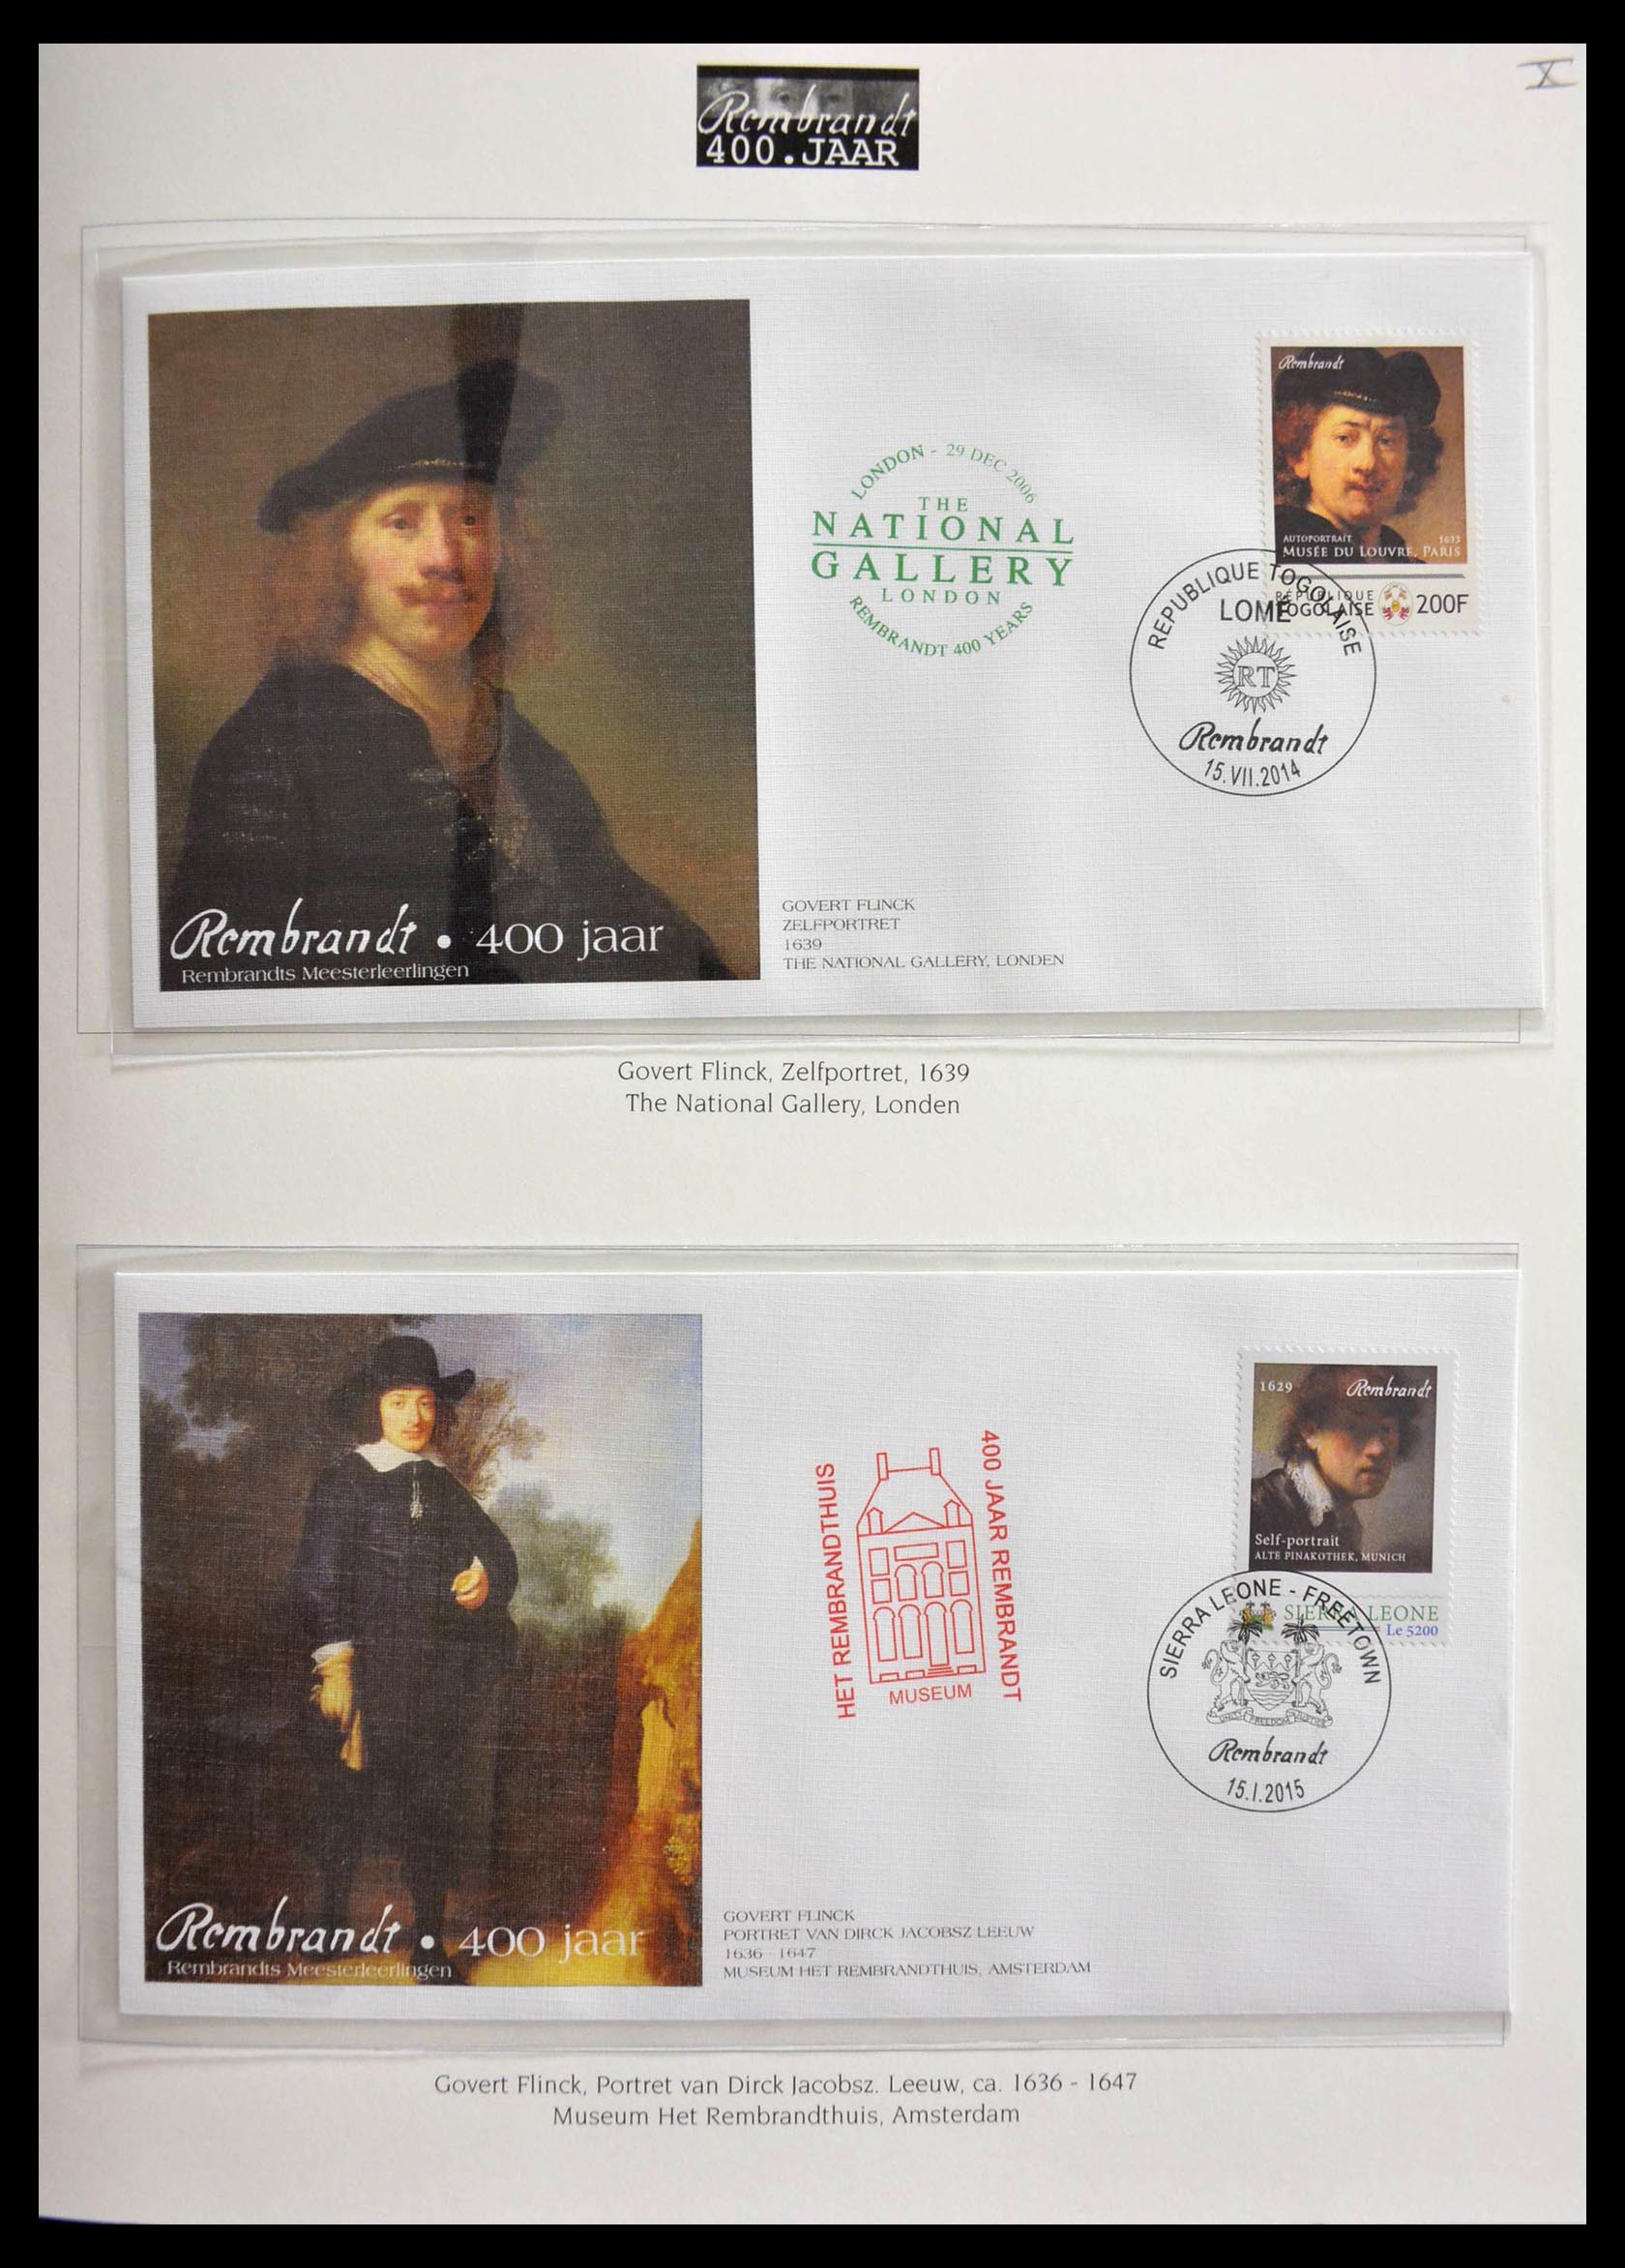 X
Rembrandt
400.JAAR
Rembrandt • 400 jaar
Rembrandts Meesterleerlingen
LONDON - 29 DEC 2006
THE
NATIONAL
GALLERY
LONDON
REMBRANDT 400 YEARS
GOVERT FLINCK
ZELFPORTRET
1639
THE NATIONAL GALLERY, LONDEN
Rembrandt
AUTOPORTRAIT 1633
MUSÉE DU LOUVRE, PARIS
RÉPUBLIQUE
TOGOLAISE 200F
REPUBLIQUE TOGOLAISE
LOME
RT
Rembrandt
15.VII.2014
Govert Flinck, Zelfportret, 1639
The National Gallery, Londen
Rembrandt • 400 jaar
Rembrandts Meesterleerlingen
HET REMBRANDTHUIS
400 JAAR REMBRANDT
MUSEUM
GOVERT FLINCK
PORTRET VAN DIRCK JACOBSZ LEEUW
1636 - 1647
MUSEUM HET REMBRANDTHUIS, AMSTERDAM
1629 Rembrandt
Self-portrait
ALTE PINAKOTHEK, MUNICH
SIERRA LEONE
Le 5200
SIERRA LEONE - FREETOWN
UNITY FREEDOM JUSTICE
Rembrandt
15.I.2015
Govert Flinck, Portret van Dirck Jacobsz. Leeuw, ca. 1636 - 1647
Museum Het Rembrandthuis, Amsterdam